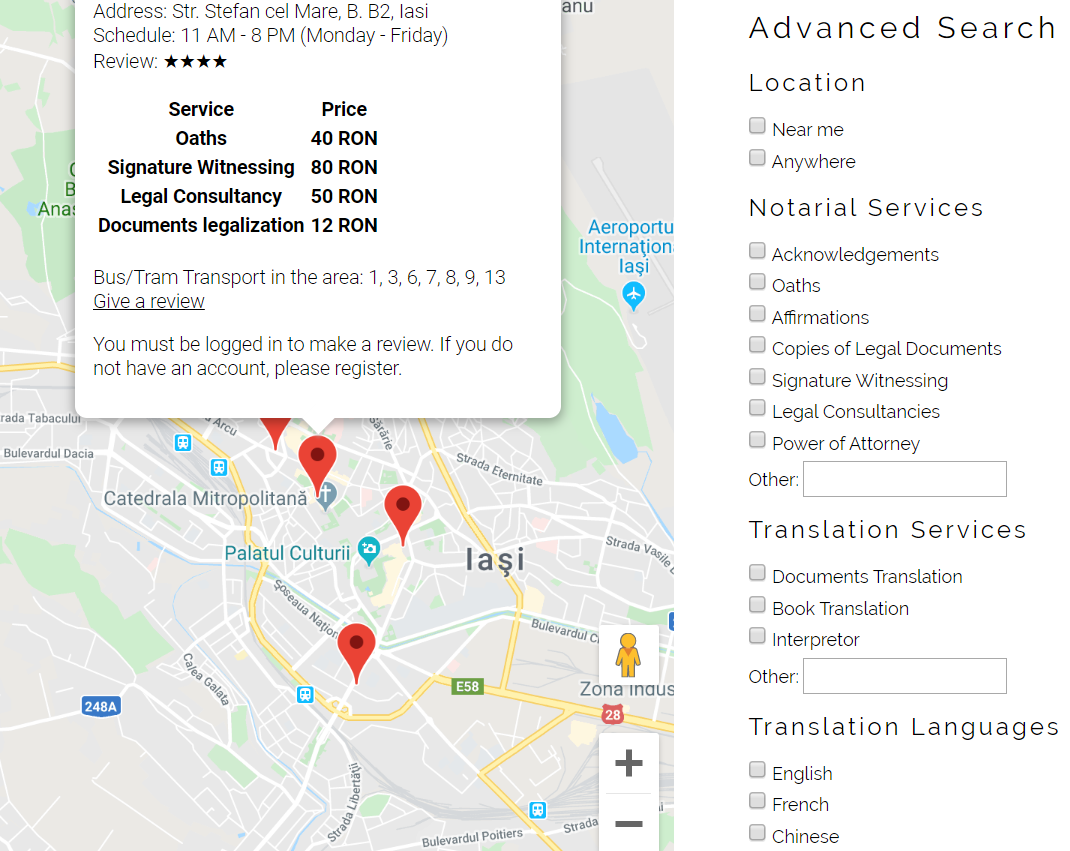 Address: Str. Stefan cel Mare, B. B2, Iasi
Schedule: 11 AM - 8 PM (Monday - Friday)
Review: ★★★★
Service Price
Oaths 40 RON
Signature Witnessing 80 RON
Legal Consultancy 50 RON
Documents legalization 12 RON
Bus/Tram Transport in the area: 1, 3, 6, 7, 8, 9, 13
Give a review
You must be logged in to make a review. If you do
not have an account, please register.
anu
Anas
Aeroportu
Internațion
Iași
rada Tabacului
Arcu
Sărărie
Bulevardul Dacia
Strada Eternitate
Catedrala Mitropolitană
Palatul Culturii
Iași
Strada Vasile
Șoseaua Națion
Bulevardul C
Calea Galata
E58
Zona Indus
248A
28
Strada Libertății
Strada
Bulevardul Poitiers
Advanced Search
Location
Near me
Anywhere
Notarial Services
Acknowledgements
Oaths
Affirmations
Copies of Legal Documents
Signature Witnessing
Legal Consultancies
Power of Attorney
Other:
Translation Services
Documents Translation
Book Translation
Interpretor
Other:
Translation Languages
English
French
Chinese